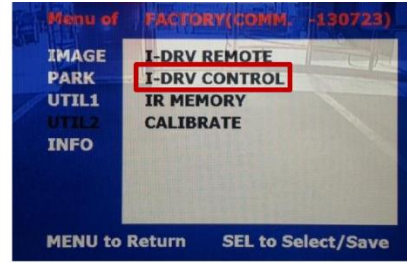 Menu of FACTORY(COMM. -130723)
IMAGE I-DRV REMOTE
PARK I-DRV CONTROL
UTIL1 IR MEMORY
UTIL2 CALIBRATE
INFO
MENU to Return SEL to Select/Save